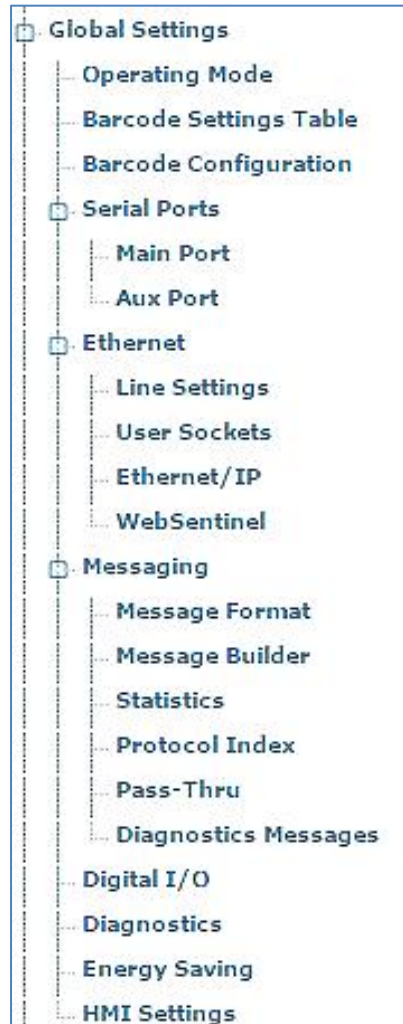 Global Settings
Operating Mode
Barcode Settings Table
Barcode Configuration
Serial Ports
Main Port
Aux Port
Ethernet
Line Settings
User Sockets
Ethernet/IP
WebSentinel
Messaging
Message Format
Message Builder
Statistics
Protocol Index
Pass-Thru
Diagnostics Messages
Digital I/O
Diagnostics
Energy Saving
HMI Settings